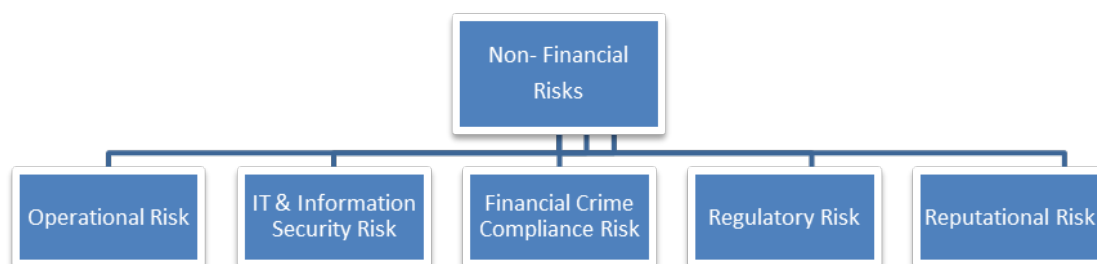 Non- Financial
Risks
Operational Risk
IT & Information
Security Risk
Financial Crime
Compliance Risk
Regulatory Risk
Reputational Risk